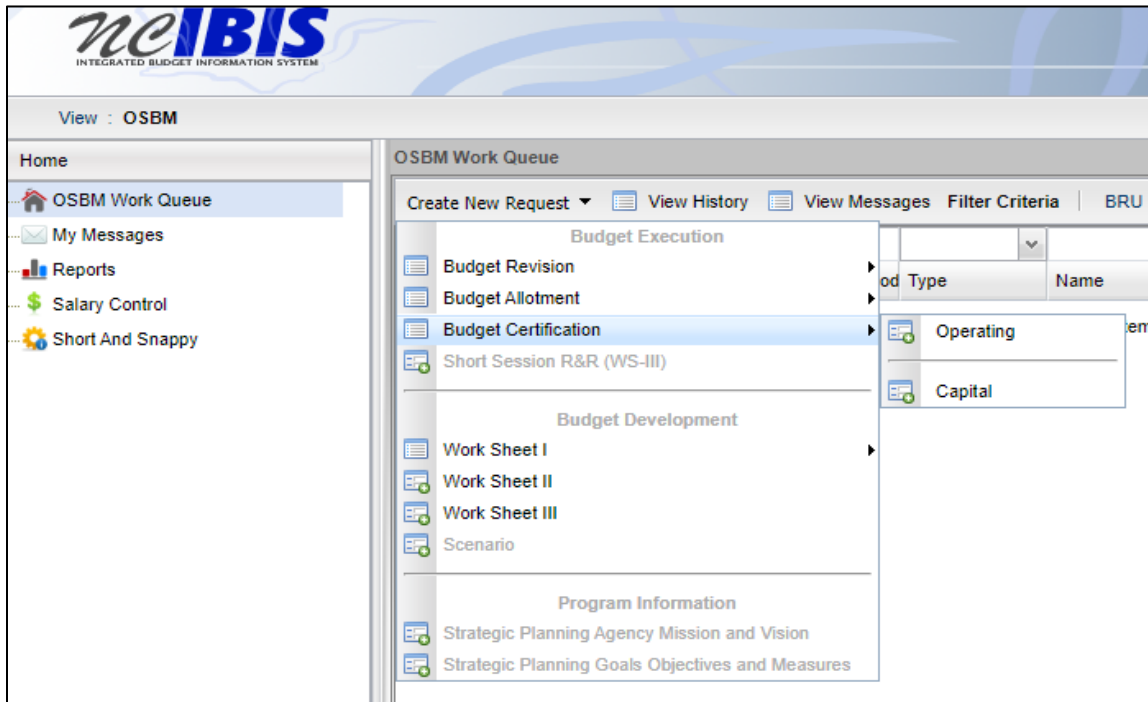 nc IBIS
INTEGRATED BUDGET INFORMATION SYSTEM
View : OSBM
Home
OSBM Work Queue
My Messages
Reports
Salary Control
Short And Snappy
OSBM Work Queue
Create New Request View History View Messages Filter Criteria BRU
od Type Name
Budget Execution
Budget Revision
Budget Allotment
Budget Certification
Short Session R&R (WS-III)
Budget Development
Work Sheet I
Work Sheet II
Work Sheet III
Scenario
Program Information
Strategic Planning Agency Mission and Vision
Strategic Planning Goals Objectives and Measures
Operating
Capital